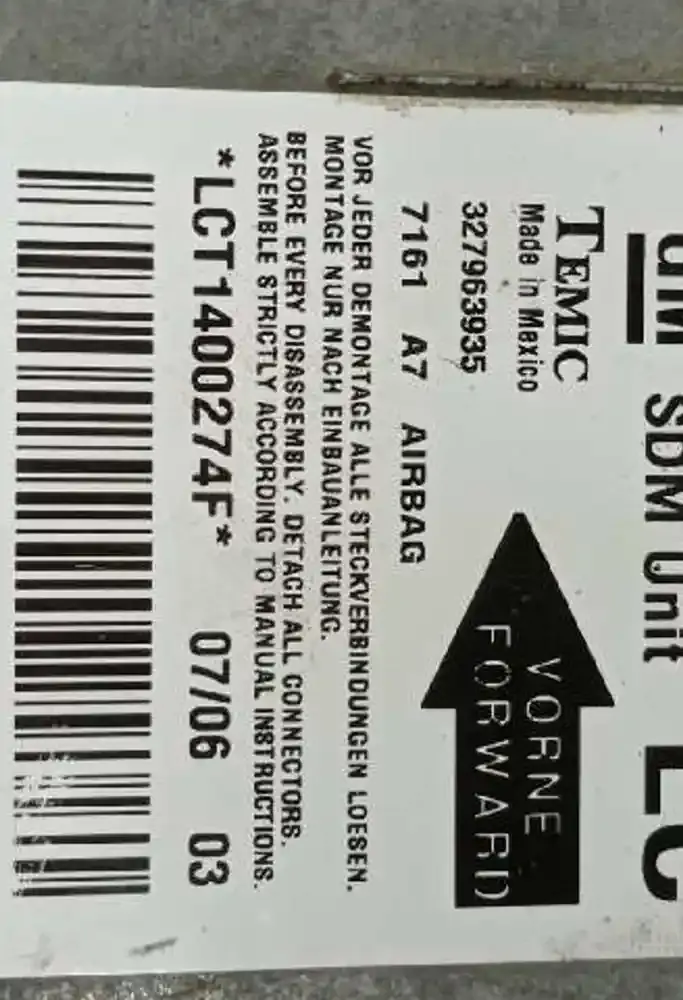 GM SDM Unit LC
TEMIC
Made in Mexico
327963935
7161 A7 AIRBAG
VORNE
FORWARD
VOR JEDER DEMONTAGE ALLE STECKVERBINDUNGEN LOESEN.
MONTAGE NUR NACH EINBAUANLEITUNG.
BEFORE EVERY DISASSEMBLY. DETACH ALL CONNECTORS.
ASSEMBLE STRICTLY ACCORDING TO MANUAL INSTRUCTIONS.
*LCT1400274F* 07/06 03